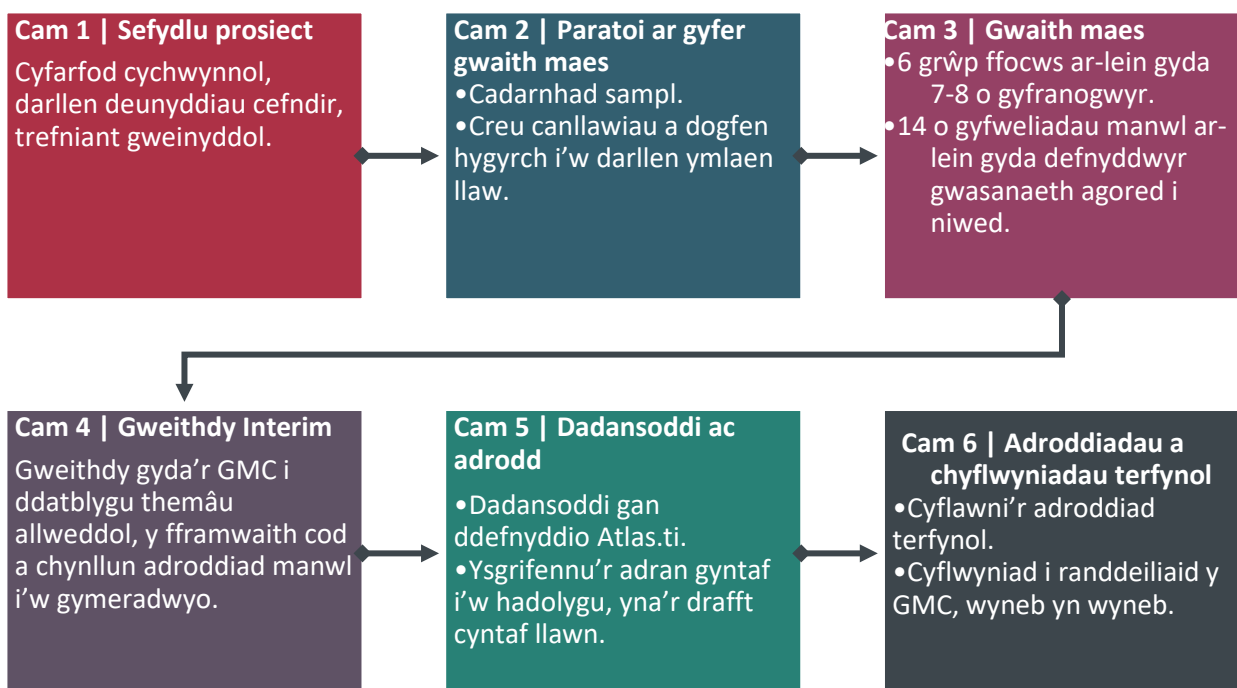 Cam 1 | Sefydlu prosiect
Cyfarfod cychwynnol,
darllen deunyddiau cefndir,
trefniant gweinyddol.
Cam 2 | Paratoi ar gyfer
gwaith maes
•Cadarnhad sampl.
•Creu canllawiau a dogfen
hygyrch i’w darllen ymlaen
llaw.
Cam 3 | Gwaith maes
•6 grŵp ffocws ar-lein gyda
7-8 o gyfranogwyr.
•14 o gyfweliadau manwl ar-
lein gyda defnyddwyr
gwasanaeth agored i
niwed.
Cam 4 | Gweithdy Interim
Gweithdy gyda’r GMC i
ddatblygu themâu
allweddol, y fframwaith cod
a chynllun adroddiad manwl
i’w gymeradwyo.
Cam 5 | Dadansoddi ac
adrodd
•Dadansoddi gan
ddefnyddio Atlas.ti.
•Ysgrifennu’r adran gyntaf
i’w hadolygu, yna’r drafft
cyntaf llawn.
Cam 6 | Adroddiadau a
chyflwyniadau terfynol
•Cyflawni’r adroddiad
terfynol.
•Cyflwyniad i randdeiliaid y
GMC, wyneb yn wyneb.